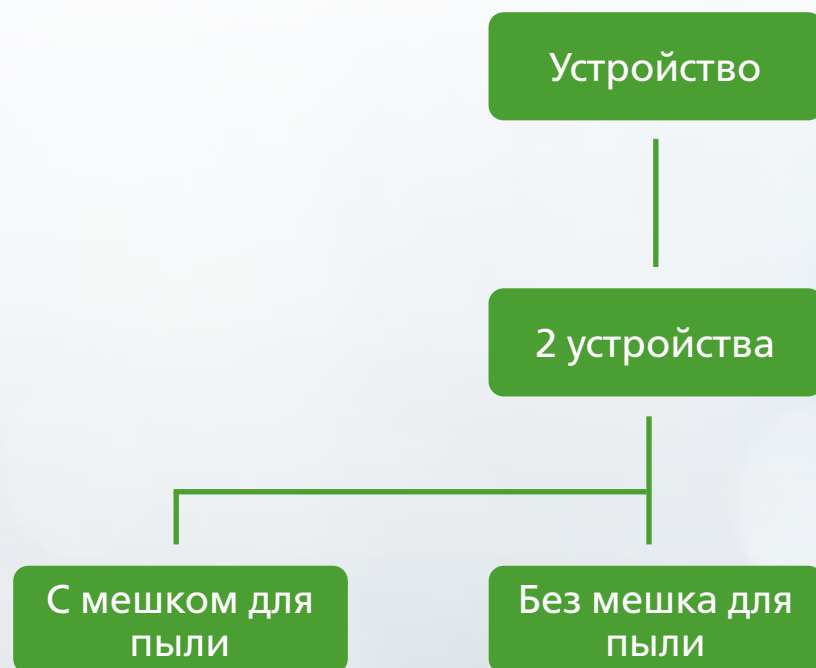 Устройство
2 устройства
С мешком для
пыли
Без мешка для
пыли